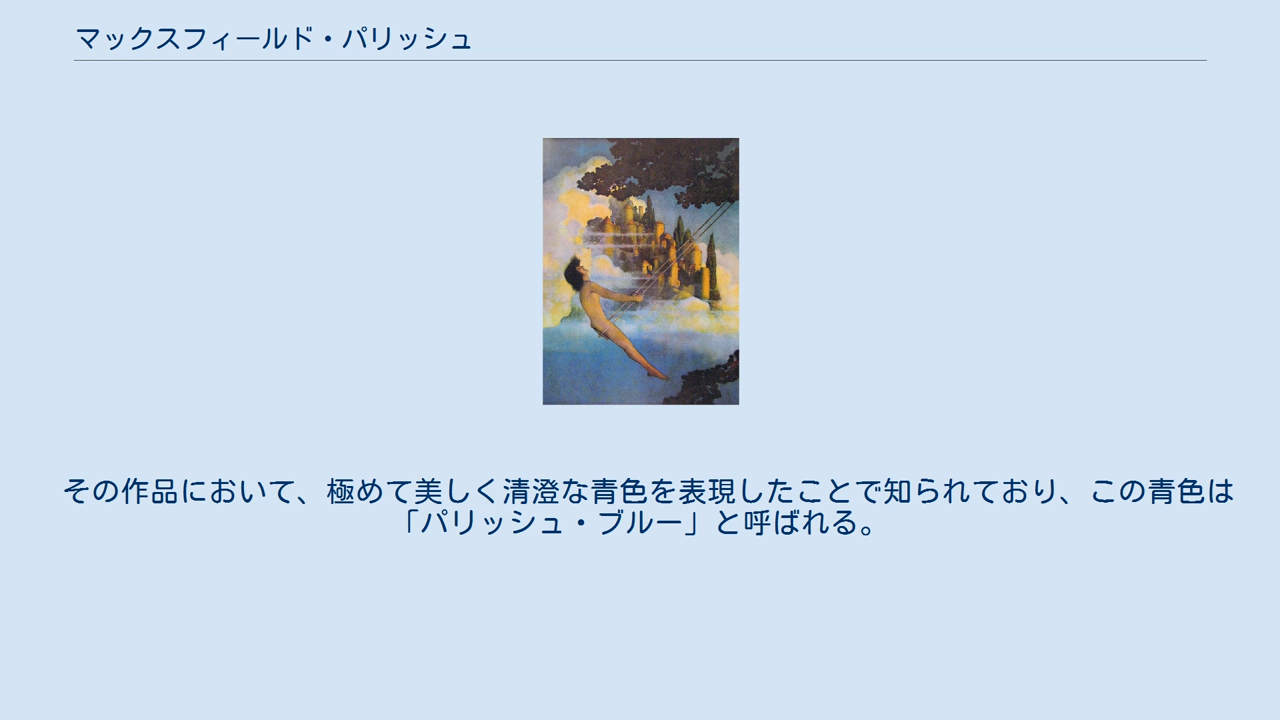 マックスフィールド・パリッシュ
その作品において、極めて美しく清澄な青色を表現したことで知られており、この青色は
「パリッシュ・ブルー」と呼ばれる。